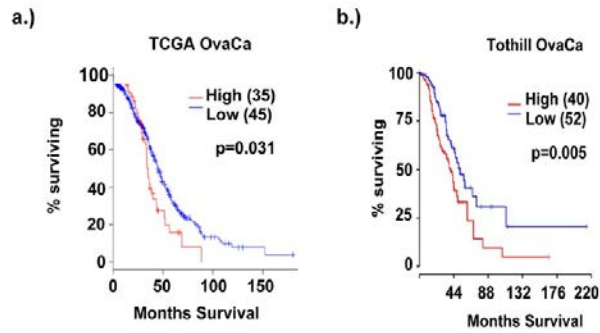 a.)
TCGA OvaCa
100
80
60
40
20
0
% surviving
High (35)
Low (45)
p=0.031
0 50 100 150
Months Survival
b.)
Tothill OvaCa
100
75
50
25
0
% surviving
High (40)
Low (52)
p=0.005
44 88 132 176 220
Months Survival